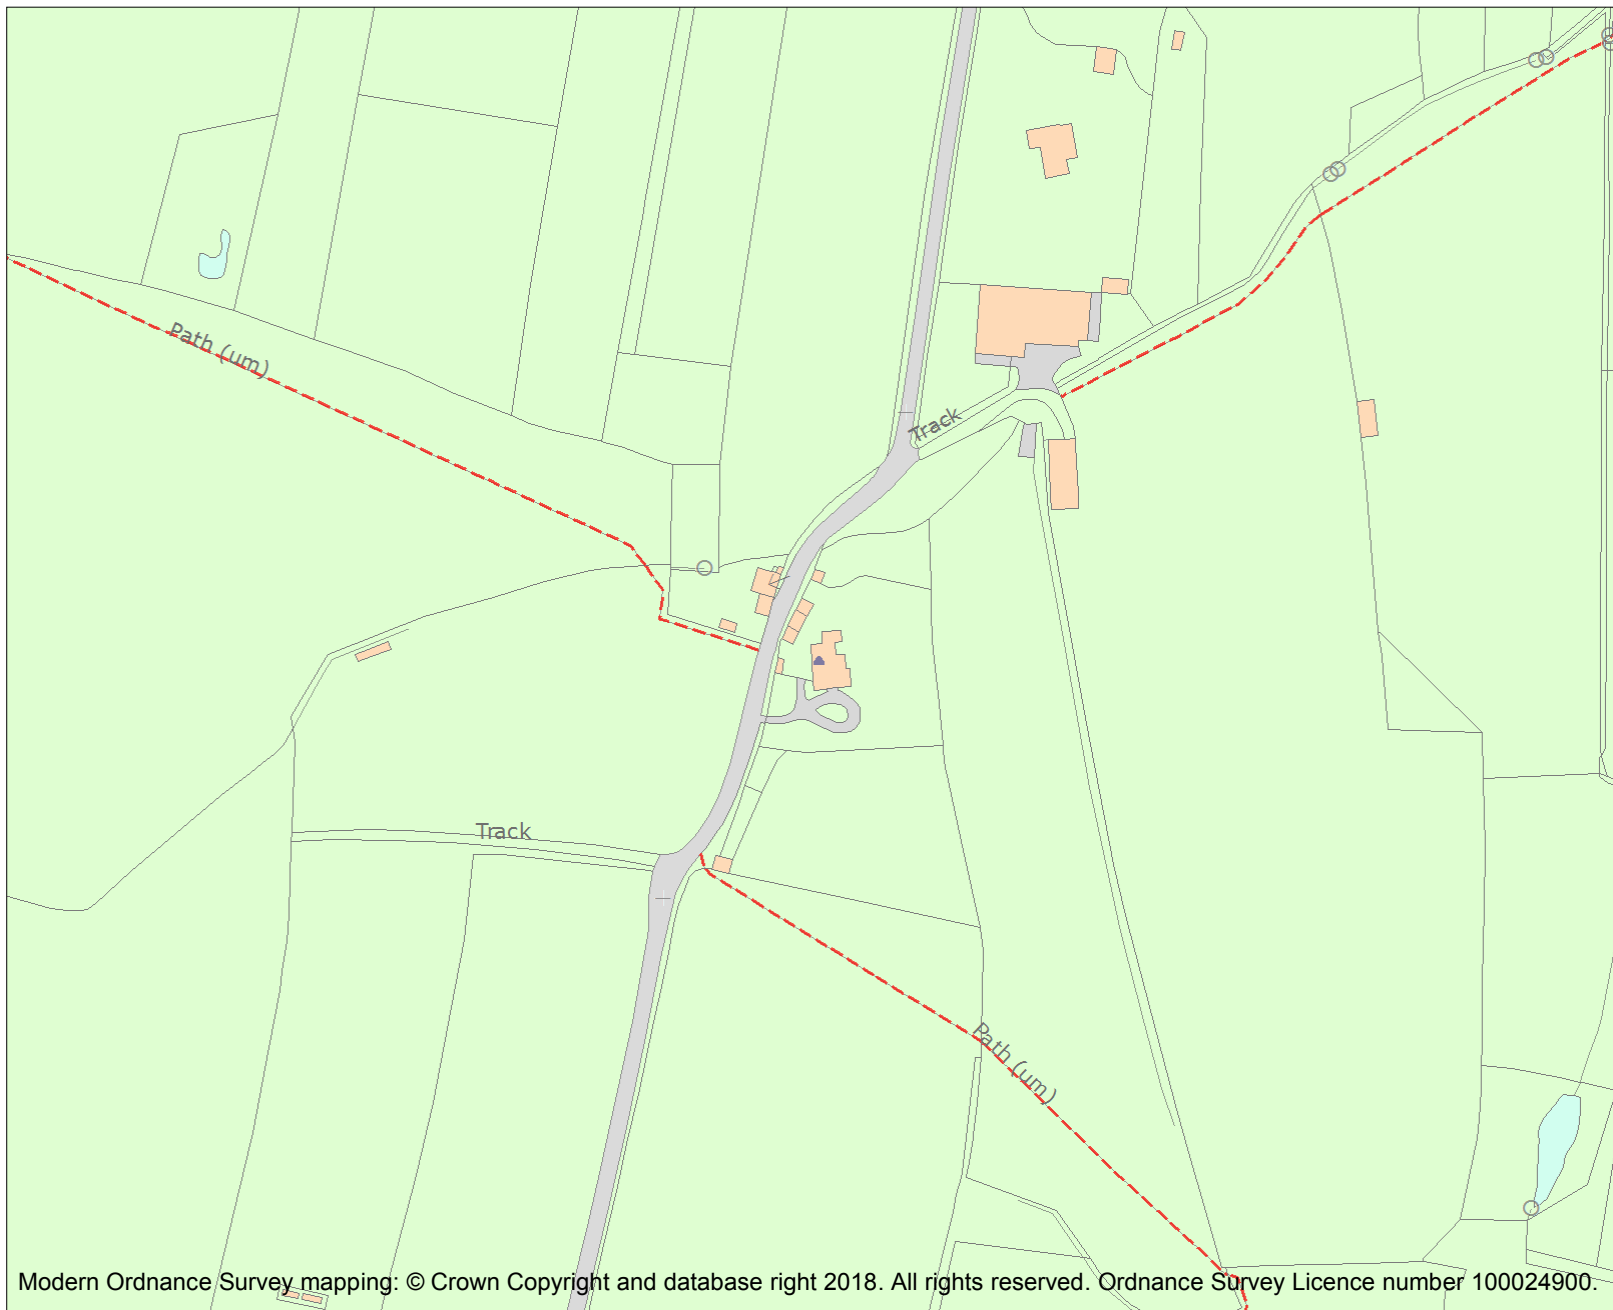 Path (um)
Track
Track
Path (um)
Modern Ordnance Survey mapping: © Crown Copyright and database right 2018. All rights reserved. Ordnance Survey Licence number 100024900.